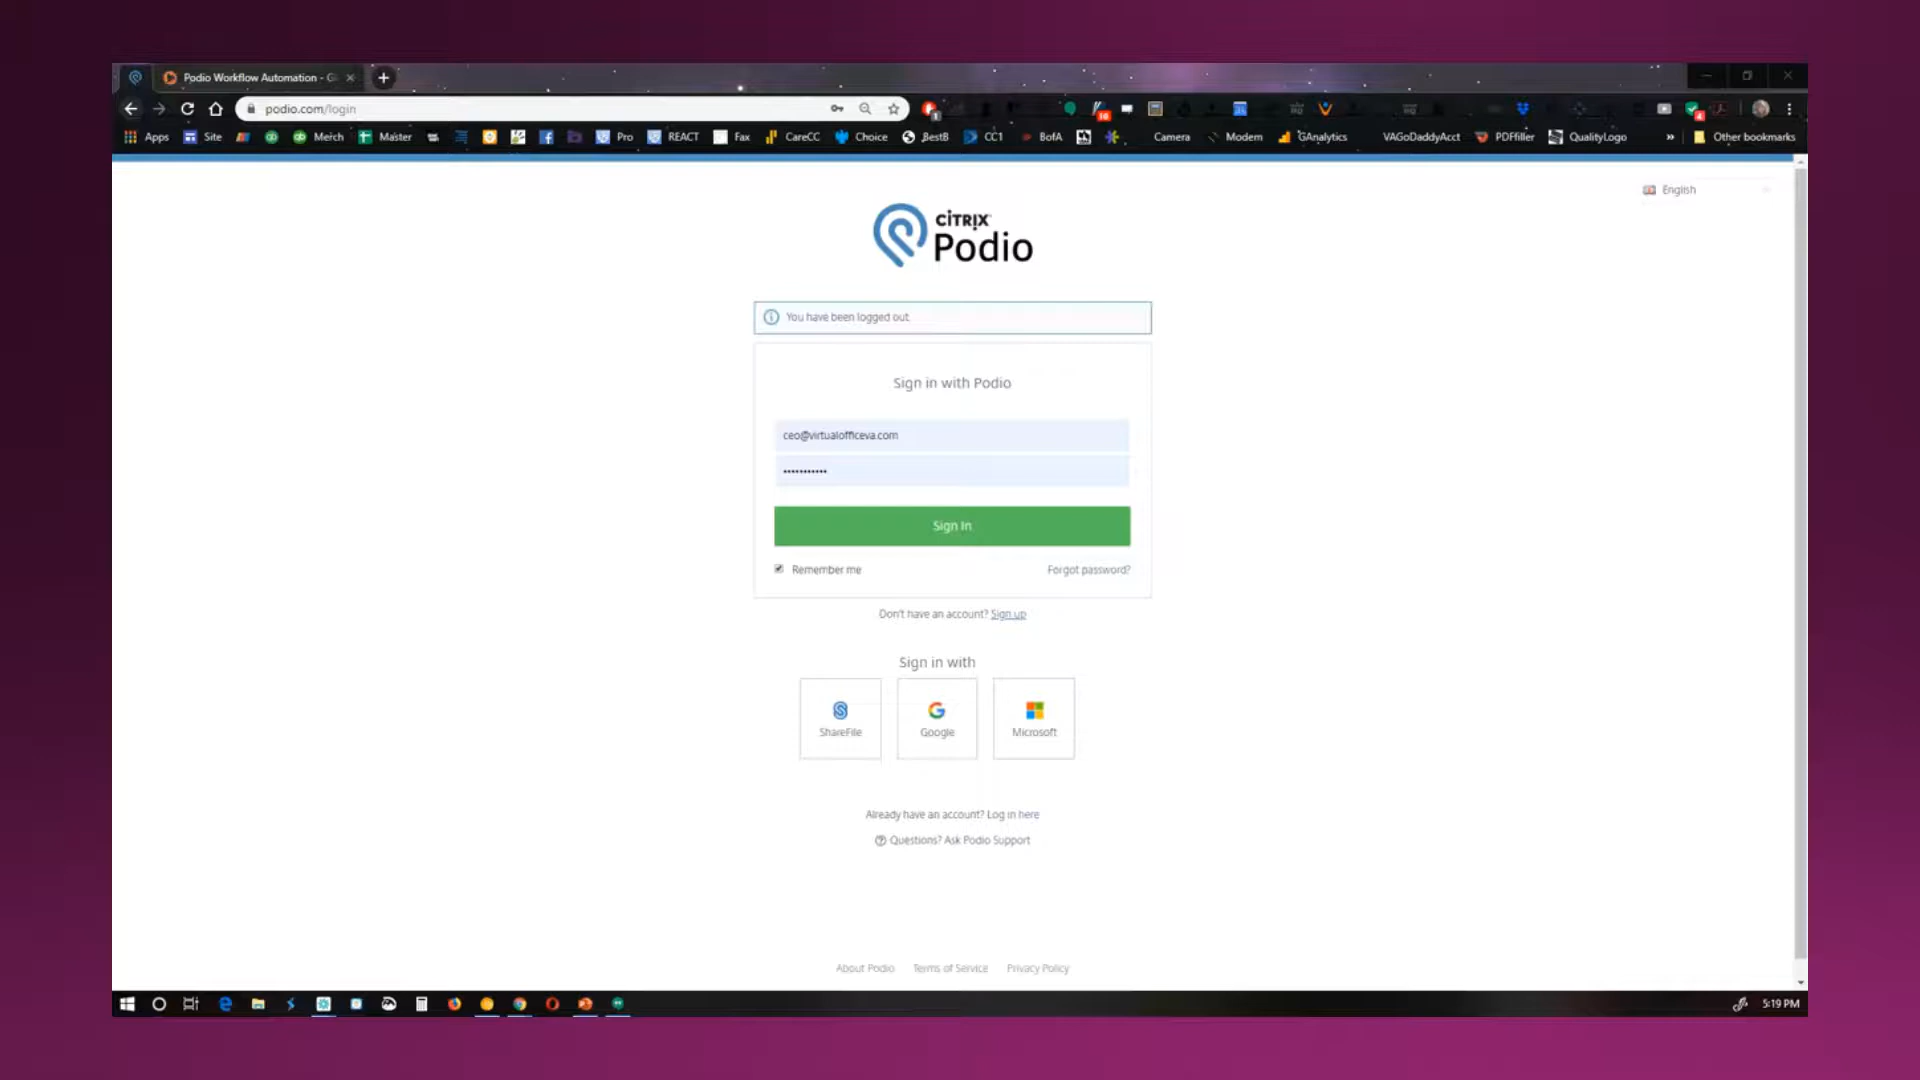 Podio Workflow Automation - G
podio.com/login
Apps Site Merch Master Pro REACT Fax CareCC Choice BestB CC1 BofA Camera Modem GAnalytics VAGoDaddyAcct PDFfiller QualityLogo » Other bookmarks
English
CITRIX
Podio
You have been logged out.
Sign in with Podio
ceo@virtualofficeva.com
•••••••••••
Sign In
Remember me Forgot password?
Don't have an account? Sign up
Sign in with
ShareFile Google Microsoft
Already have an account? Log in here
Questions? Ask Podio Support
About Podio Terms of Service Privacy Policy
5:19 PM